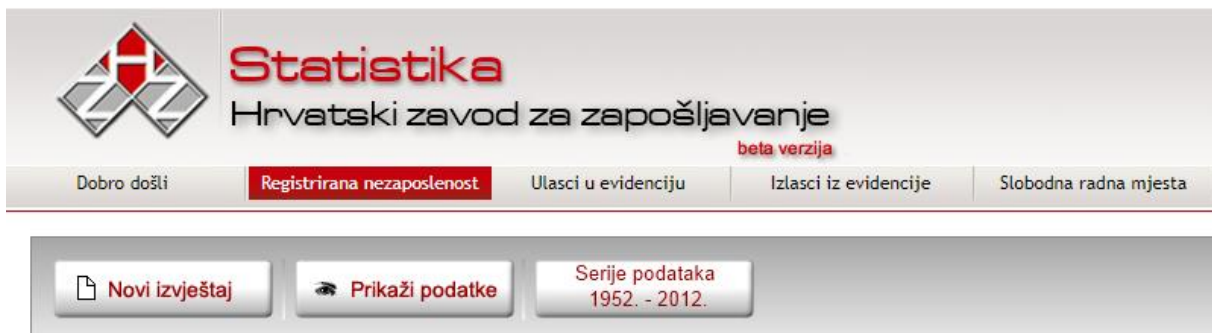 HZZ
Statistika
Hrvatski zavod za zapošljavanje
beta verzija
Dobro došli
Registrirana nezaposlenost
Ulasci u evidenciju
Izlasci iz evidencije
Slobodna radna mjesta
Novi izvještaj
Prikaži podatke
Serije podataka
1952. - 2012.